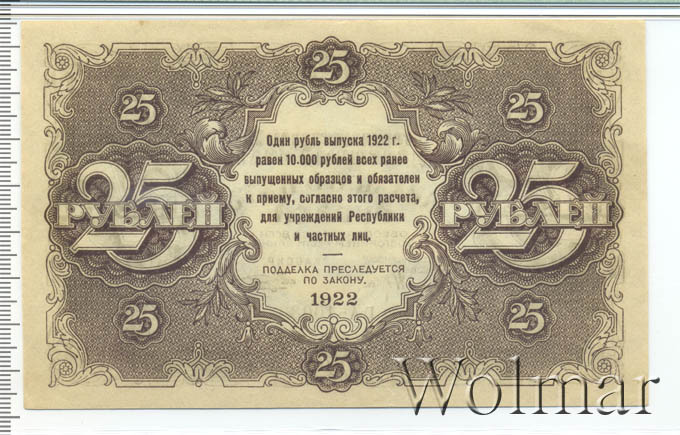 25
25 25
Один рубль выпуска 1922 г.
равен 10.000 рублей всех ранее
выпущенных образцов и обязателен
к приему, согласно этого расчета,
для учреждений Республики
и частных лиц.
25 РУБЛЕЙ
25 РУБЛЕЙ
ПОДДЕЛКА ПРЕСЛЕДУЕТСЯ
ПО ЗАКОНУ.
1922
25 25
25
Wolmar